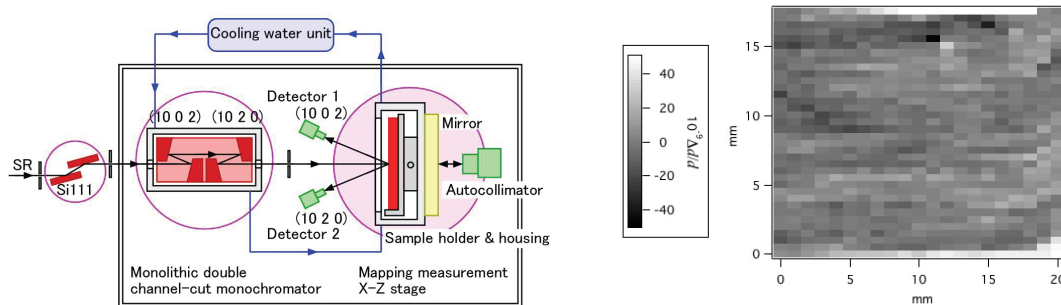 Cooling water unit
(10 0 2) (10 2 0)
Detector 1
(10 0 2)
Mirror
SR
Si111
Autocollimator
(10 2 0)
Detector 2
Sample holder & housing
Monolithic double
channel-cut monochromator
Mapping measurement
X-Z stage
40
20
0
-20
-40
10⁻⁹ Δd/d
15
10
5
0
mm
0
5
10
15
20
mm